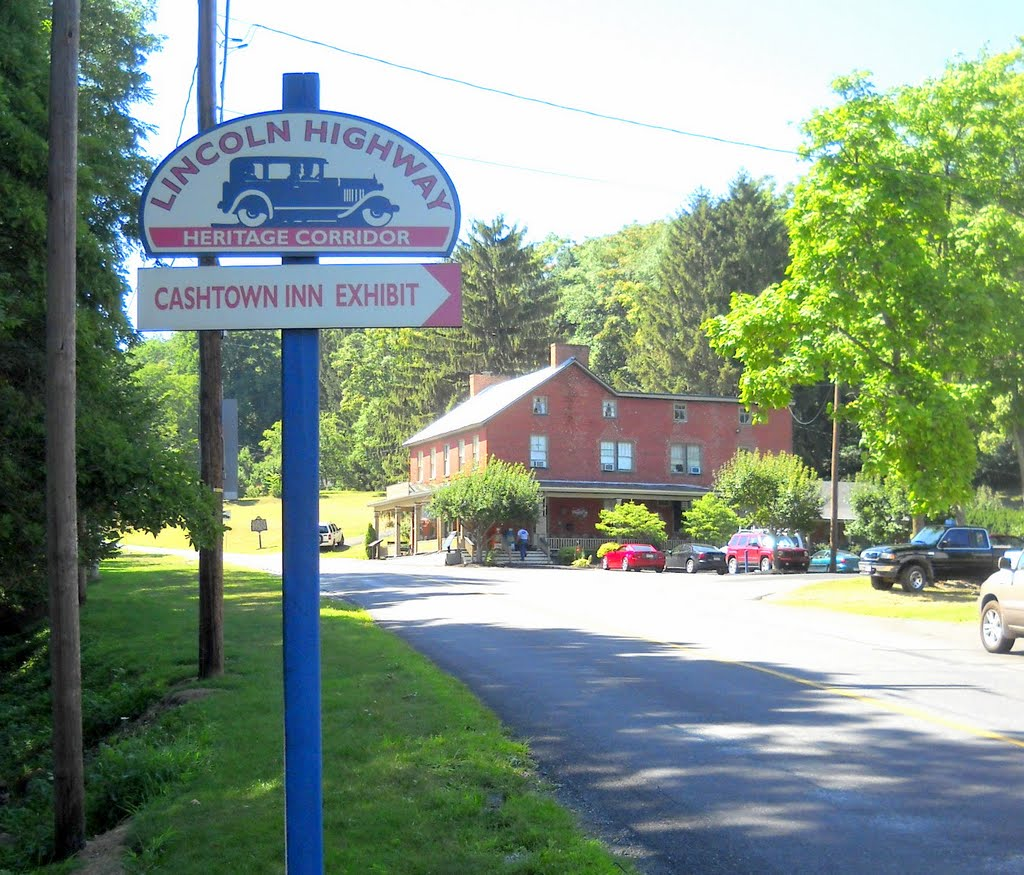 LINCOLN HIGHWAY
HERITAGE CORRIDOR
CASHTOWN INN EXHIBIT